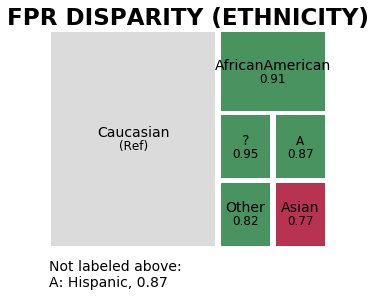 FPR DISPARITY (ETHNICITY)
Caucasian
(Ref)
AfricanAmerican
0.91
?
0.95
A
0.87
Other
0.82
Asian
0.77
Not labeled above:
A: Hispanic, 0.87